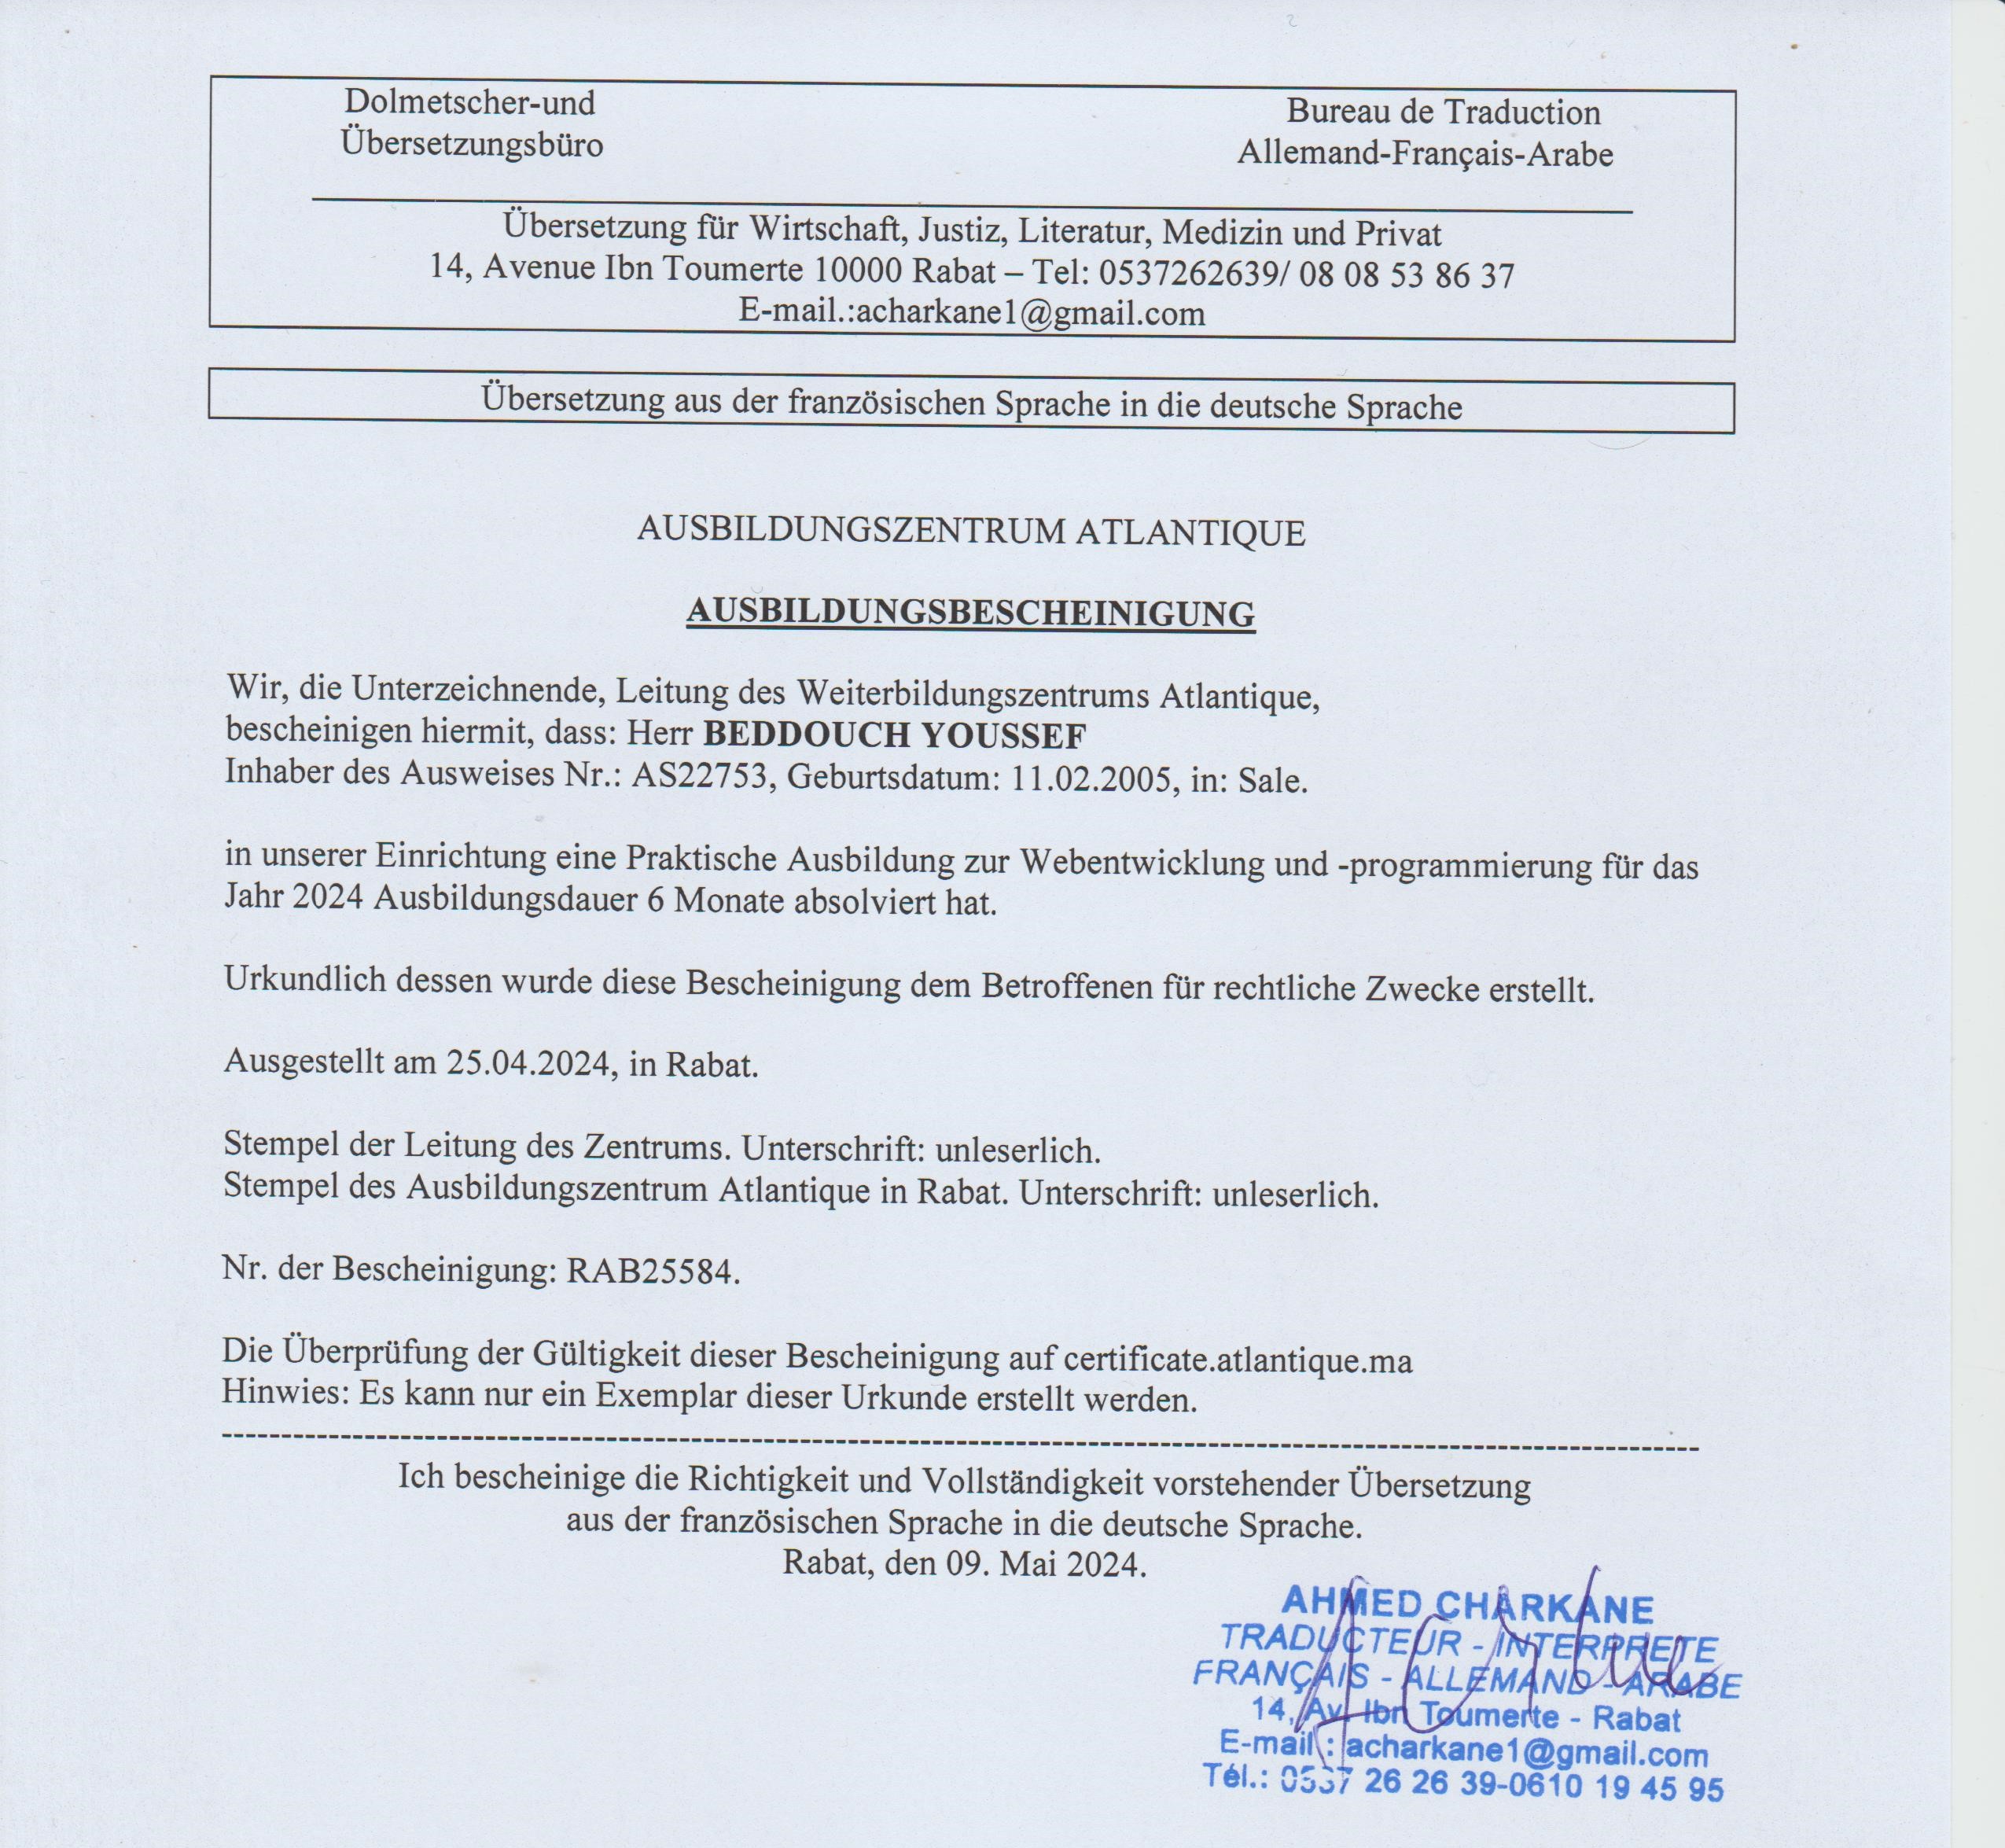 Dolmetscher-und
Übersetzungsbüro
Bureau de Traduction
Allemand-Français-Arabe
Übersetzung für Wirtschaft, Justiz, Literatur, Medizin und Privat
14, Avenue Ibn Toumerte 10000 Rabat – Tel: 0537262639/ 08 08 53 86 37
E-mail.:acharkane1@gmail.com
Übersetzung aus der französischen Sprache in die deutsche Sprache
AUSBILDUNGSZENTRUM ATLANTIQUE
AUSBILDUNGSBESCHEINIGUNG
Wir, die Unterzeichnende, Leitung des Weiterbildungszentrums Atlantique,
bescheinigen hiermit, dass: Herr BEDDOUCH YOUSSEF
Inhaber des Ausweises Nr.: AS22753, Geburtsdatum: 11.02.2005, in: Sale.
in unserer Einrichtung eine Praktische Ausbildung zur Webentwicklung und -programmierung für das
Jahr 2024 Ausbildungsdauer 6 Monate absolviert hat.
Urkundlich dessen wurde diese Bescheinigung dem Betroffenen für rechtliche Zwecke erstellt.
Ausgestellt am 25.04.2024, in Rabat.
Stempel der Leitung des Zentrums. Unterschrift: unleserlich.
Stempel des Ausbildungszentrum Atlantique in Rabat. Unterschrift: unleserlich.
Nr. der Bescheinigung: RAB25584.
Die Überprüfung der Gültigkeit dieser Bescheinigung auf certificate.atlantique.ma
Hinwies: Es kann nur ein Exemplar dieser Urkunde erstellt werden.
Ich bescheinige die Richtigkeit und Vollständigkeit vorstehender Übersetzung
aus der französischen Sprache in die deutsche Sprache.
Rabat, den 09. Mai 2024.
AHMED CHARKANE
TRADUCTEUR - INTERPRETE
FRANÇAIS - ALLEMAND - ARABE
14, Av. Ibn Toumerte - Rabat
E-mail : acharkane1@gmail.com
Tél.: 0537 26 26 39-0610 19 45 95